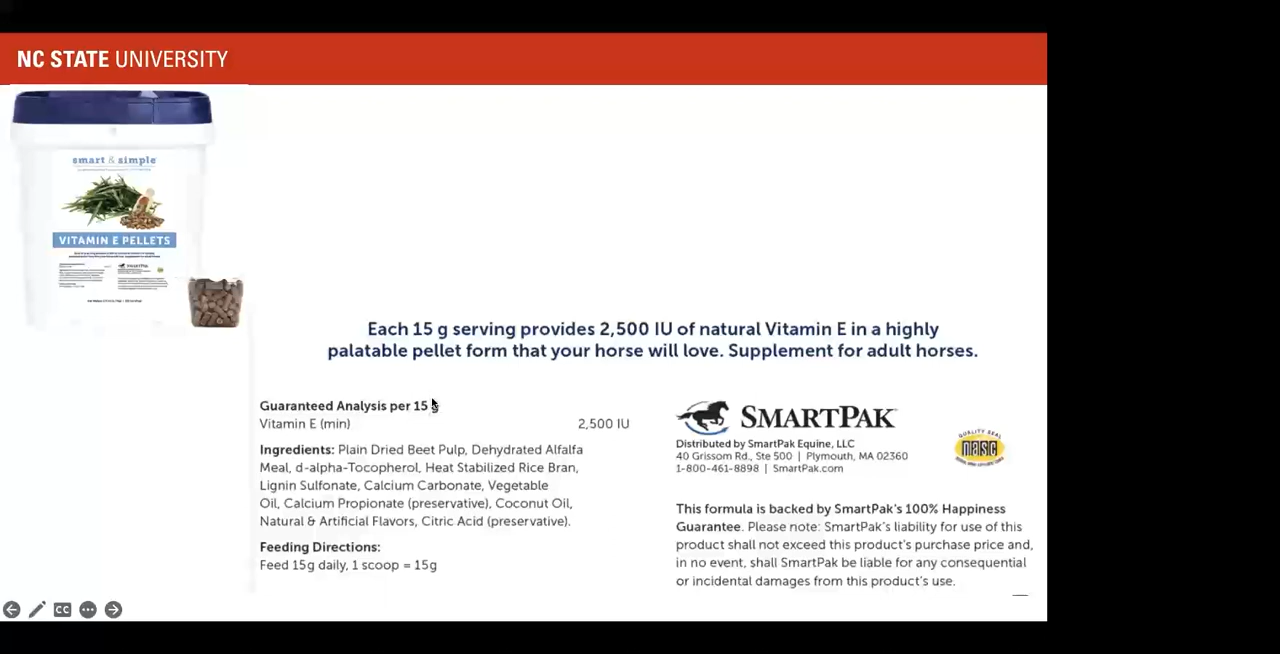 NC STATE UNIVERSITY
smart & simple
VITAMIN E PELLETS
Each 15 g serving provides 2,500 IU of natural Vitamin E in a highly
palatable pellet form that your horse will love. Supplement for adult horses.
Guaranteed Analysis per 15 g
Vitamin E (min) 2,500 IU
Ingredients: Plain Dried Beet Pulp, Dehydrated Alfalfa
Meal, d-alpha-Tocopherol, Heat Stabilized Rice Bran,
Lignin Sulfonate, Calcium Carbonate, Vegetable
Oil, Calcium Propionate (preservative), Coconut Oil,
Natural & Artificial Flavors, Citric Acid (preservative).
Feeding Directions:
Feed 15g daily, 1 scoop = 15g
SMARTPAK
Distributed by SmartPak Equine, LLC
40 Grissom Rd., Ste 500 | Plymouth, MA 02360
1-800-461-8898 | SmartPak.com
QUALITY SEAL
nasc
This formula is backed by SmartPak's 100% Happiness
Guarantee. Please note: SmartPak's liability for use of this
product shall not exceed this product's purchase price and,
in no event, shall SmartPak be liable for any consequential
or incidental damages from this product's use.
CC